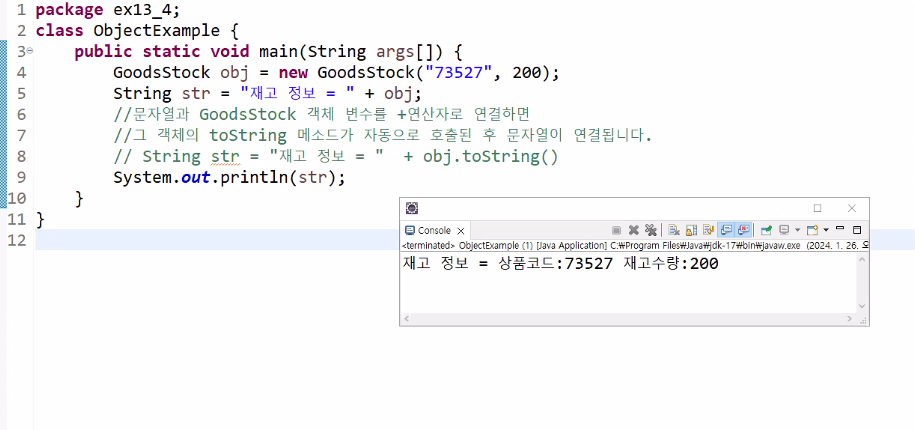 1 package ex13_4;
2 class ObjectExample {
3 public static void main(String args[]) {
4 GoodsStock obj = new GoodsStock("73527", 200);
5 String str = "재고 정보 = " + obj;
6 //문자열과 GoodsStock 객체 변수를 +연산자로 연결하면
7 //그 객체의 toString 메소드가 자동으로 호출된 후 문자열이 연결됩니다.
8 // String str = "재고 정보 = "  + obj.toString()
9 System.out.println(str);
10 }
11 }
12
Console
<terminated> ObjectExample (1) [Java Application] C:₩Program Files₩Java₩jdk-17₩bin₩javaw.exe (2024. 1. 26. 오
재고 정보 = 상품코드:73527 재고수량:200